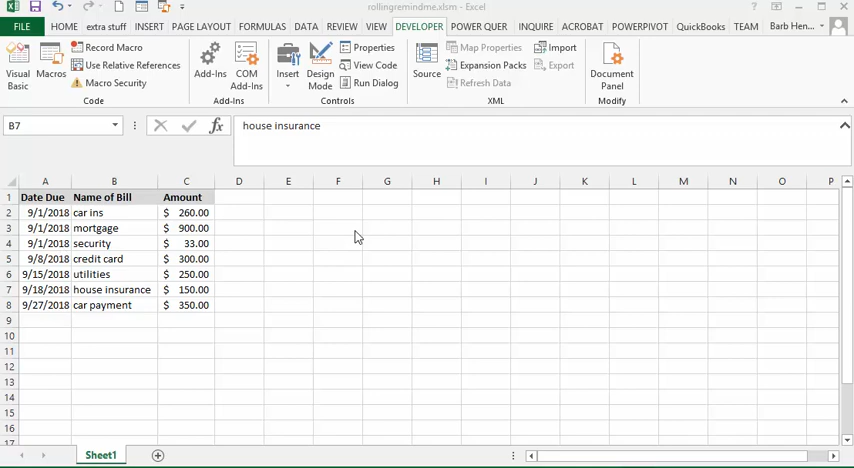 rollingremindme.xlsm - Excel
FILE HOME extra stuff INSERT PAGE LAYOUT FORMULAS DATA REVIEW VIEW DEVELOPER POWER QUER INQUIRE ACROBAT POWERPIVOT QuickBooks TEAM Barb Hen...
Visual Basic
Macros
Record Macro
Use Relative References
Macro Security
Code
Add-Ins
COM Add-Ins
Add-Ins
Insert
Design Mode
Properties
View Code
Run Dialog
Controls
Source
Map Properties
Expansion Packs
Refresh Data
Import
Export
XML
Document Panel
Modify
B7 fx house insurance
A B C D E F G H I J K L M N O P
1 Date Due Name of Bill Amount
2 9/1/2018 car ins $ 260.00
3 9/1/2018 mortgage $ 900.00
4 9/1/2018 security $ 33.00
5 9/8/2018 credit card $ 300.00
6 9/15/2018 utilities $ 250.00
7 9/18/2018 house insurance $ 150.00
8 9/27/2018 car payment $ 350.00
9
10
11
12
13
14
15
16
17
Sheet1